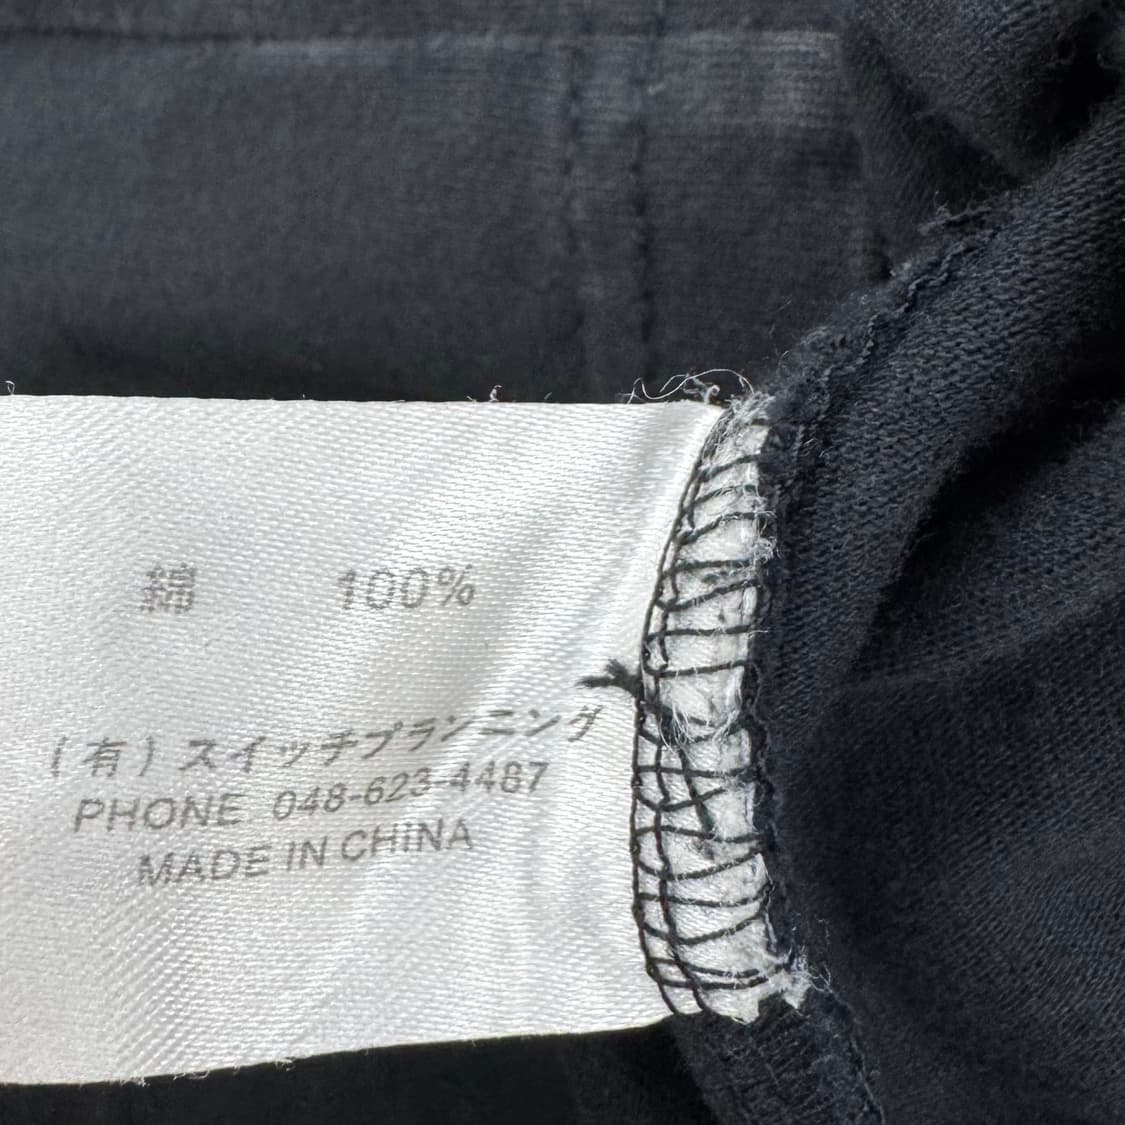 綿 100%
(有)スイッチプランニング
PHONE 048-623-4487
MADE IN CHINA